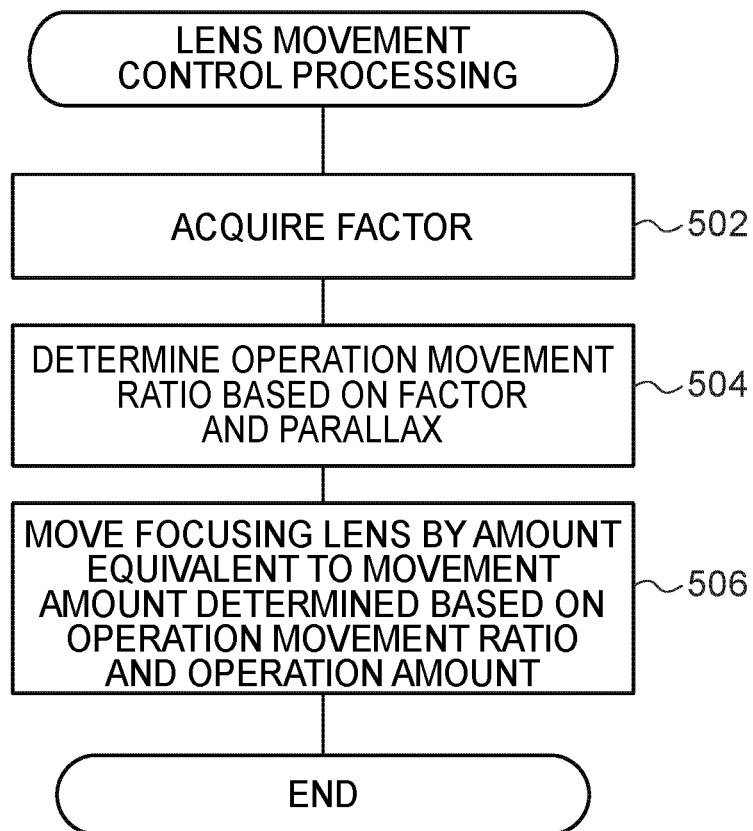 LENS MOVEMENT
CONTROL PROCESSING
ACQUIRE FACTOR
502
DETERMINE OPERATION MOVEMENT
RATIO BASED ON FACTOR
AND PARALLAX
504
MOVE FOCUSING LENS BY AMOUNT
EQUIVALENT TO MOVEMENT
AMOUNT DETERMINED BASED ON
OPERATION MOVEMENT RATIO
AND OPERATION AMOUNT
506
END